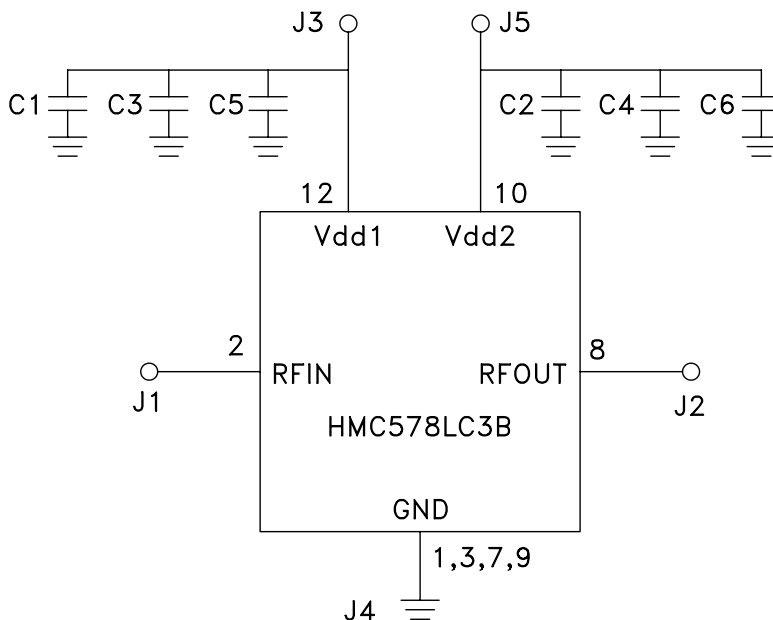 J3 J5
C1 C3 C5 C2 C4 C6
12 10
Vdd1 Vdd2
2 8
RFIN RFOUT
J1 J2
HMC578LC3B
GND
1,3,7,9
J4